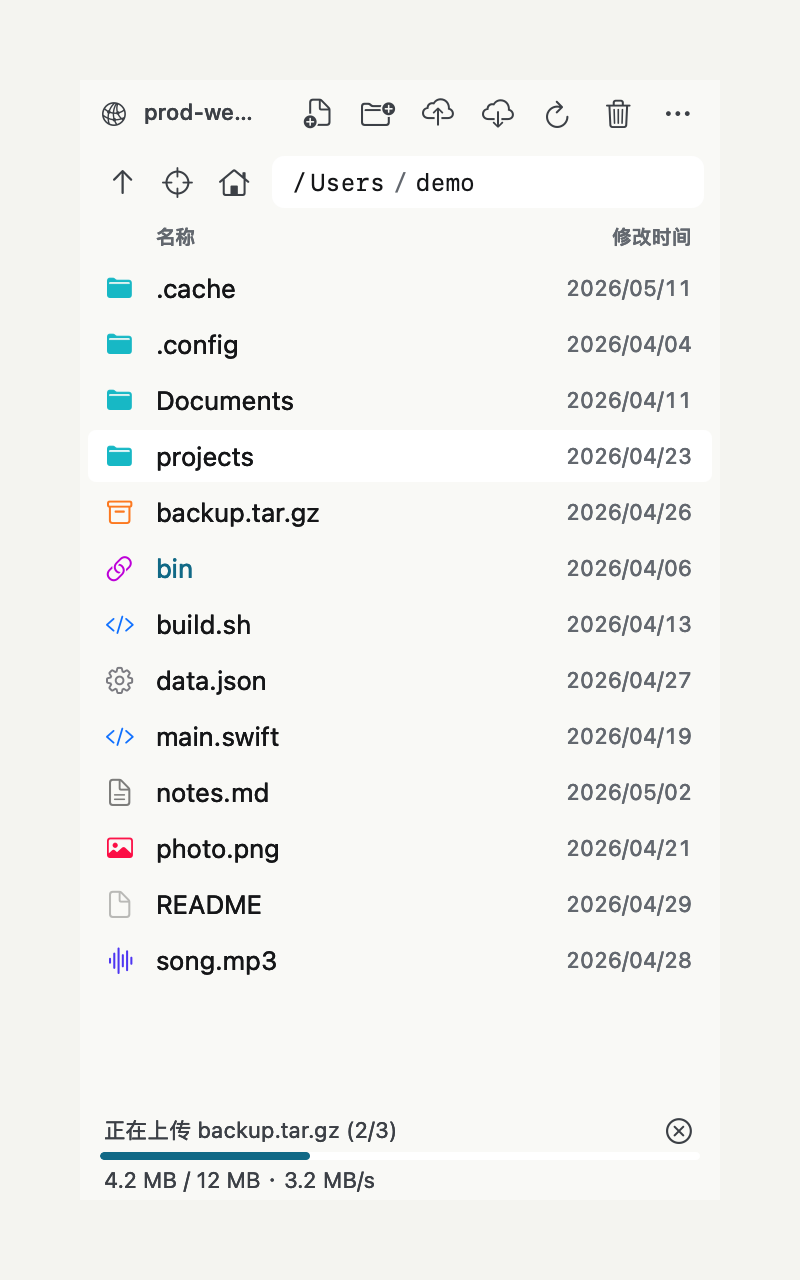 prod-we...
/Users / demo
名称 修改时间
.cache 2026/05/11
.config 2026/04/04
Documents 2026/04/11
projects 2026/04/23
backup.tar.gz 2026/04/26
bin 2026/04/06
build.sh 2026/04/13
data.json 2026/04/27
main.swift 2026/04/19
notes.md 2026/05/02
photo.png 2026/04/21
README 2026/04/29
song.mp3 2026/04/28
正在上传 backup.tar.gz (2/3)
4.2 MB / 12 MB · 3.2 MB/s